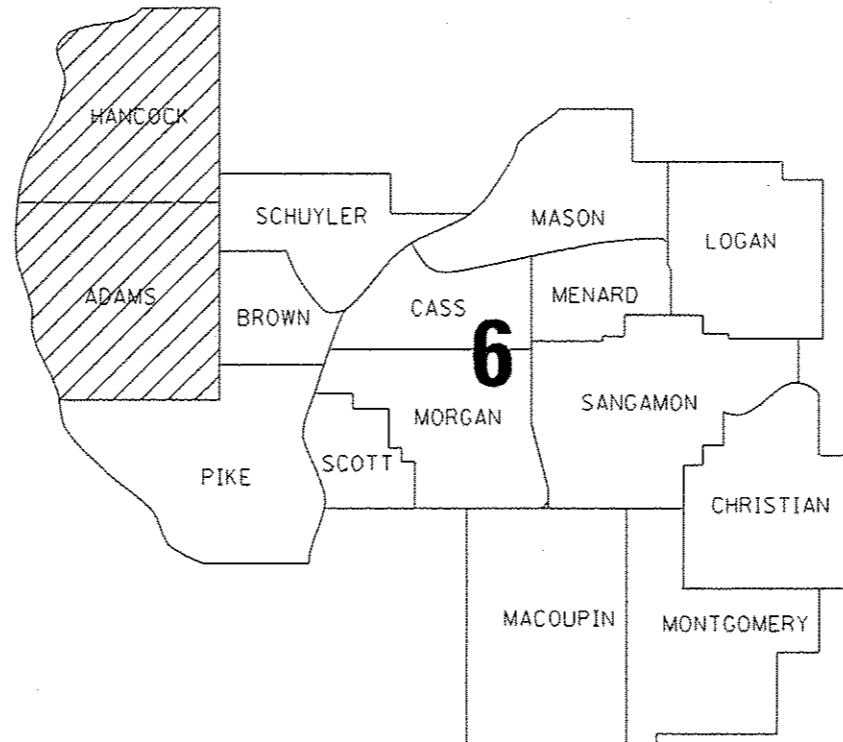 HANCOCK
SCHUYLER
MASON
LOGAN
ADAMS
BROWN
CASS
MENARD
6
MORGAN
SANGAMON
PIKE
SCOTT
CHRISTIAN
MACOUPIN
MONTGOMERY